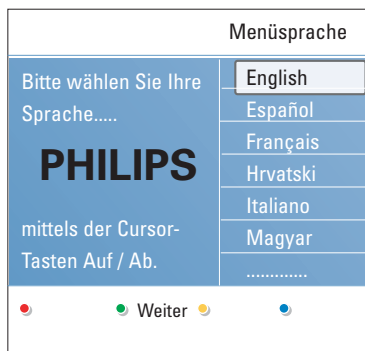 Menüsprache
Bitte wählen Sie Ihre
Sprache.....
PHILIPS
mittels der Cursor-
Tasten Auf / Ab.
English
Español
Français
Hrvatski
Italiano
Magyar
.............
Weiter